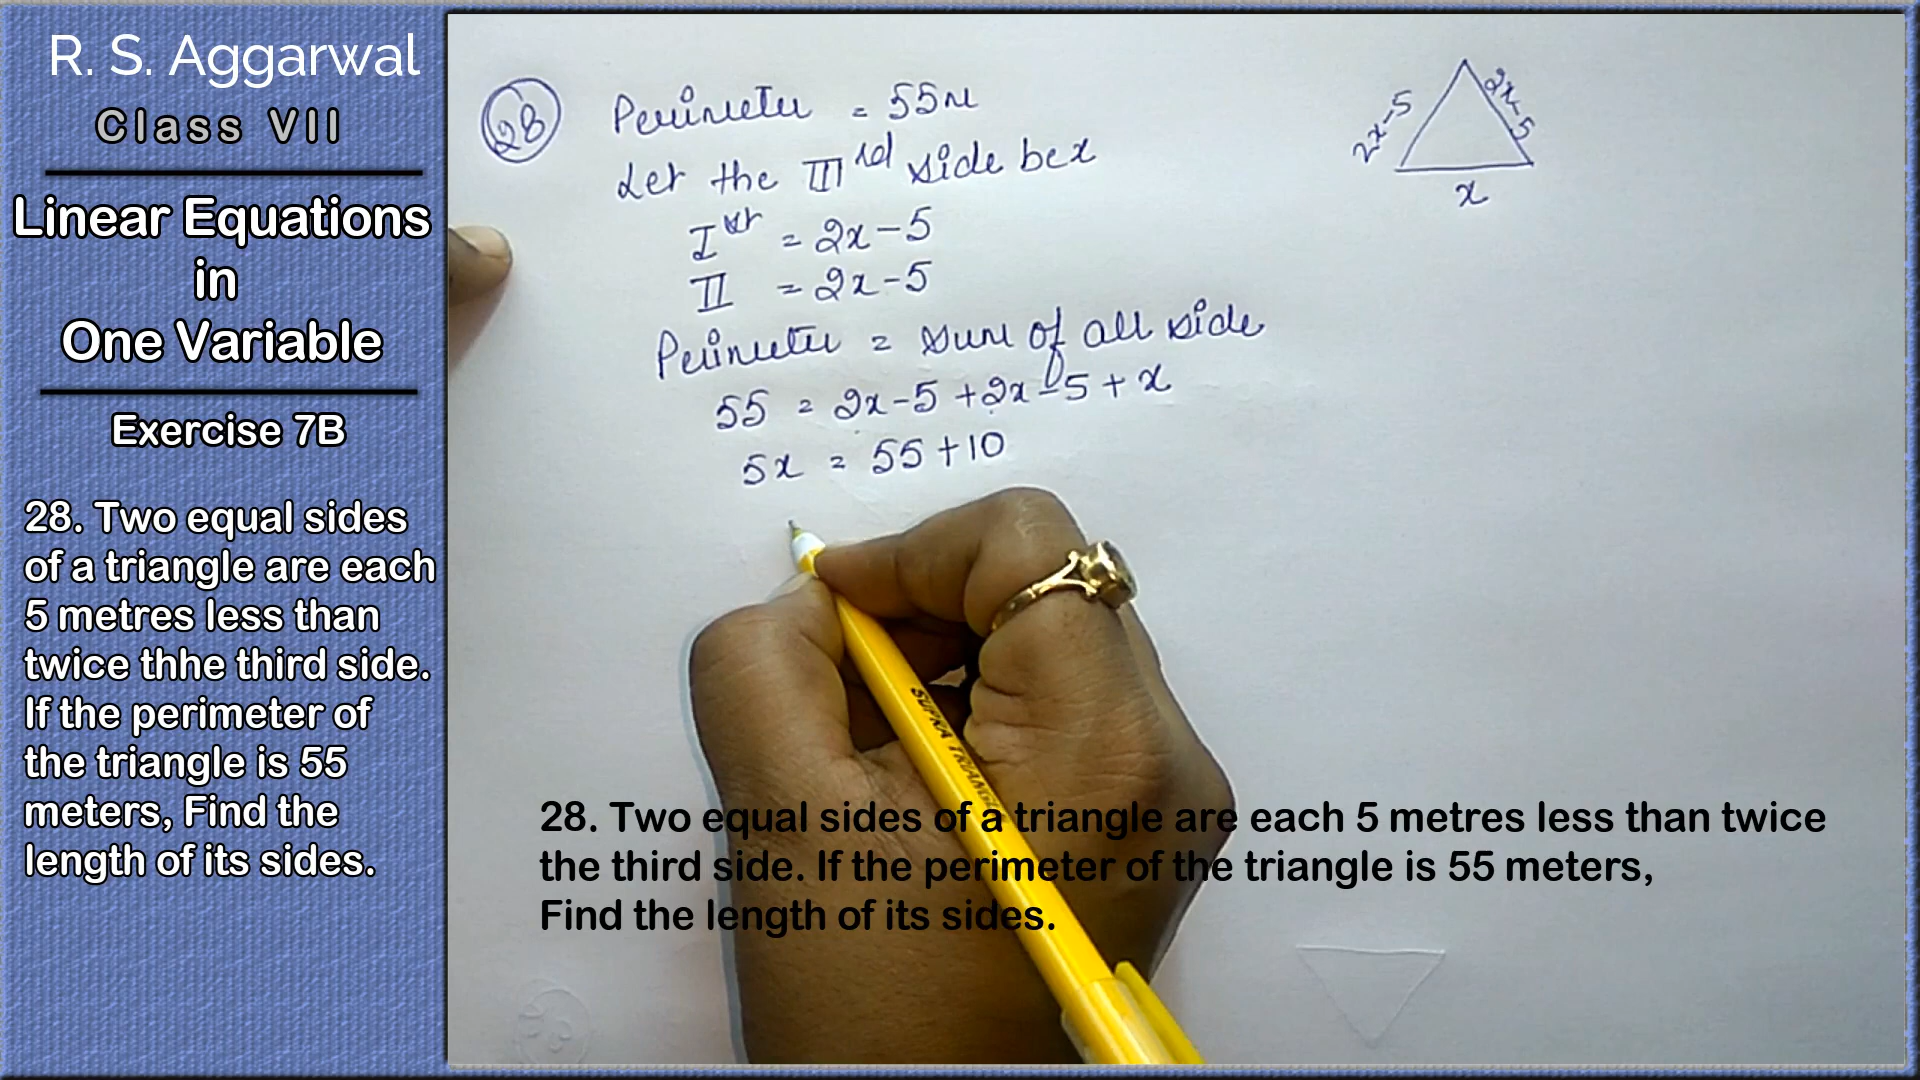 R. S. Aggarwal
Class VII
Linear Equations
in
One Variable
Exercise 7B
28. Two equal sides
of a triangle are each
5 metres less than
twice thhe third side.
If the perimeter of
the triangle is 55
meters, Find the
length of its sides.
28
Perimeter = 55m
Let the III rd side be x
I st = 2x-5
II = 2x-5
Perimeter = sum of all side
55 = 2x-5+2x-5+x
5x = 55+10
2x-5
2x-5
x
SUPRA TRIANG
28. Two equal sides of a triangle are each 5 metres less than twice
the third side. If the perimeter of the triangle is 55 meters,
Find the length of its sides.